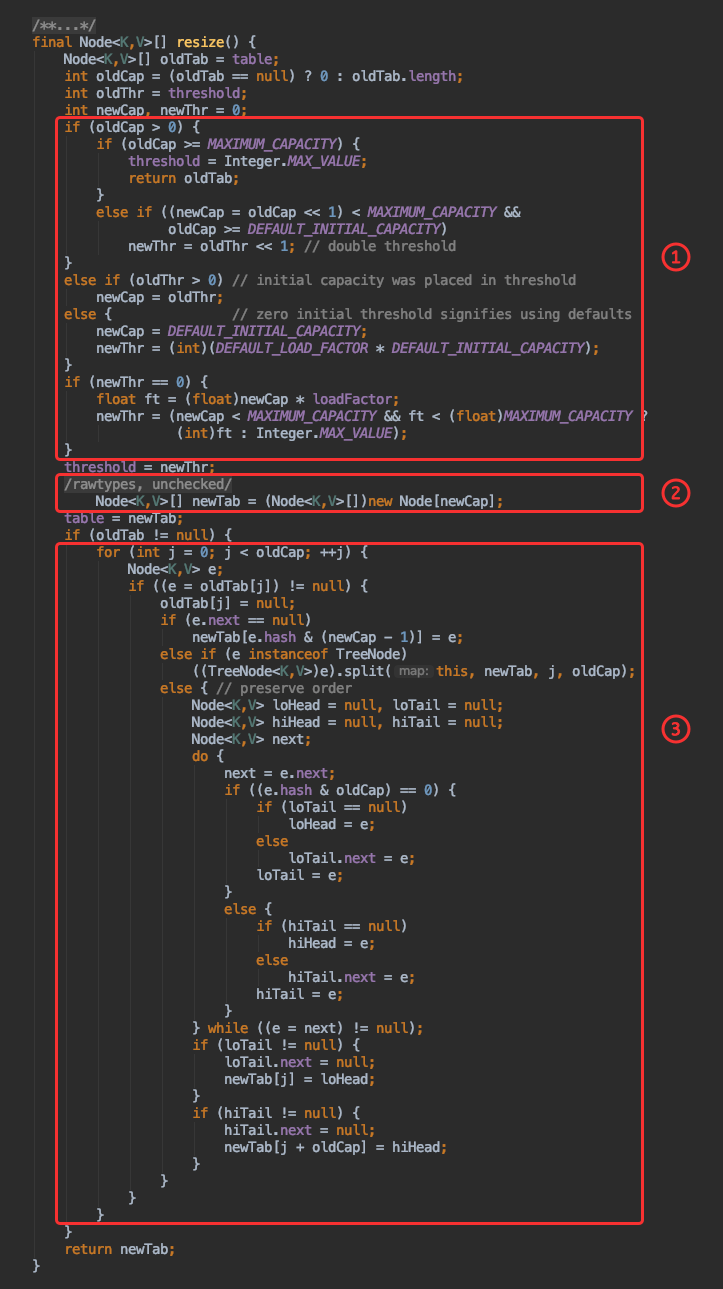 /**...*/
final Node<K,V>[] resize() {
    Node<K,V>[] oldTab = table;
    int oldCap = (oldTab == null) ? 0 : oldTab.length;
    int oldThr = threshold;
    int newCap, newThr = 0;
    if (oldCap > 0) {
        if (oldCap >= MAXIMUM_CAPACITY) {
            threshold = Integer.MAX_VALUE;
            return oldTab;
        }
        else if ((newCap = oldCap << 1) < MAXIMUM_CAPACITY &&
                 oldCap >= DEFAULT_INITIAL_CAPACITY)
            newThr = oldThr << 1; // double threshold
    }
①
    else if (oldThr > 0) // initial capacity was placed in threshold
        newCap = oldThr;
    else {               // zero initial threshold signifies using defaults
        newCap = DEFAULT_INITIAL_CAPACITY;
        newThr = (int)(DEFAULT_LOAD_FACTOR * DEFAULT_INITIAL_CAPACITY);
    }
    if (newThr == 0) {
        float ft = (float)newCap * loadFactor;
        newThr = (newCap < MAXIMUM_CAPACITY && ft < (float)MAXIMUM_CAPACITY ?
                  (int)ft : Integer.MAX_VALUE);
    }
    threshold = newThr;
    /rawtypes, unchecked/
②
        Node<K,V>[] newTab = (Node<K,V>[])new Node[newCap];
    table = newTab;
    if (oldTab != null) {
        for (int j = 0; j < oldCap; ++j) {
            Node<K,V> e;
            if ((e = oldTab[j]) != null) {
                oldTab[j] = null;
                if (e.next == null)
                    newTab[e.hash & (newCap - 1)] = e;
                else if (e instanceof TreeNode)
                    ((TreeNode<K,V>)e).split( map: this, newTab, j, oldCap);
                else { // preserve order
                    Node<K,V> loHead = null, loTail = null;
                    Node<K,V> hiHead = null, hiTail = null;
③
                    Node<K,V> next;
                    do {
                        next = e.next;
                        if ((e.hash & oldCap) == 0) {
                            if (loTail == null)
                                loHead = e;
                            else
                                loTail.next = e;
                            loTail = e;
                        }
                        else {
                            if (hiTail == null)
                                hiHead = e;
                            else
                                hiTail.next = e;
                            hiTail = e;
                        }
                    } while ((e = next) != null);
                    if (loTail != null) {
                        loTail.next = null;
                        newTab[j] = loHead;
                    }
                    if (hiTail != null) {
                        hiTail.next = null;
                        newTab[j + oldCap] = hiHead;
                    }
                }
            }
        }
    }
    return newTab;
}